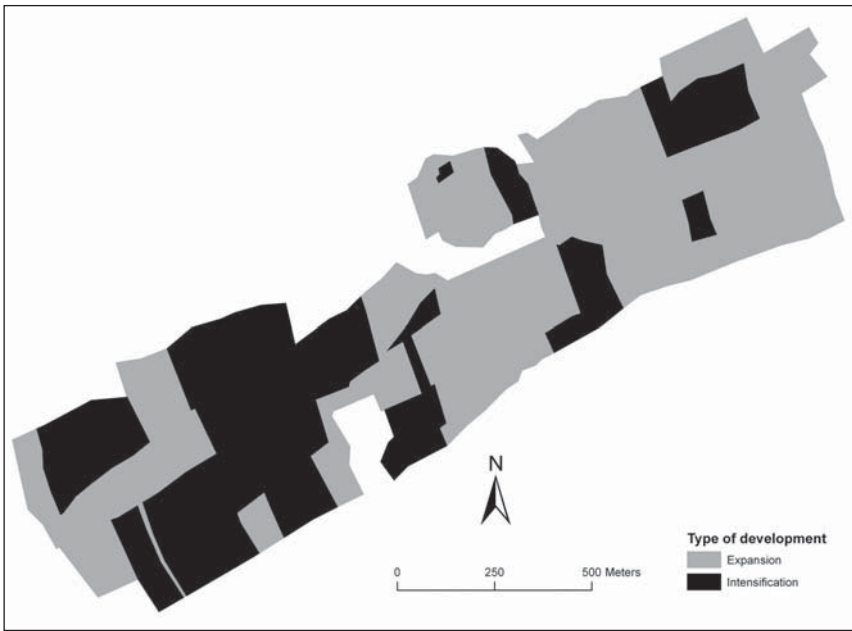 N
0 250 500 Meters
Type of development
Expansion
Intensification